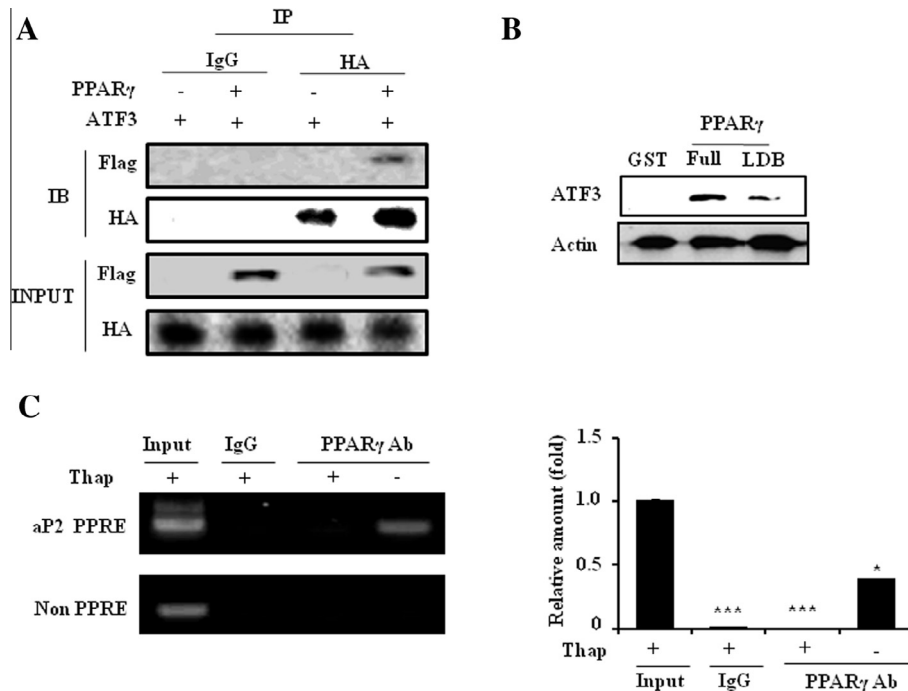 A
IP
IgG HA
PPARγ - + - +
ATF3 + + + +
IB
Flag
HA
INPUT
Flag
HA
B
PPARγ
GST Full LDB
ATF3
Actin
C
Input IgG PPARγ Ab
Thap + + + -
aP2 PPRE
Non PPRE
Relative amount (fold)
1.5
1.0
0.5
0
*** *** *
Thap + + + -
Input IgG PPARγ Ab